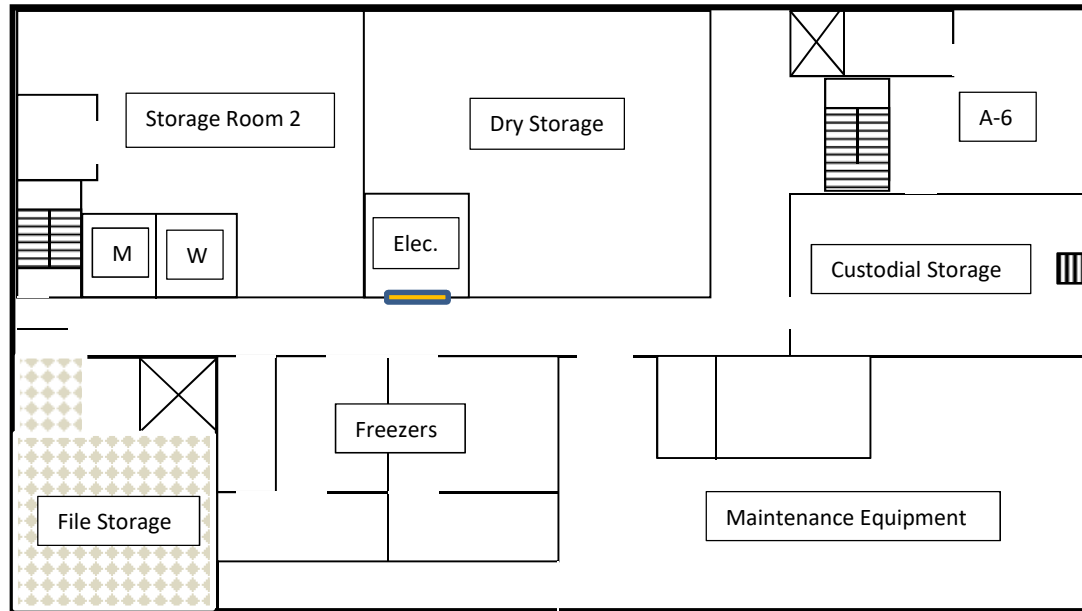 Storage Room 2
Dry Storage
A-6
M
W
Elec.
Custodial Storage
Freezers
File Storage
Maintenance Equipment